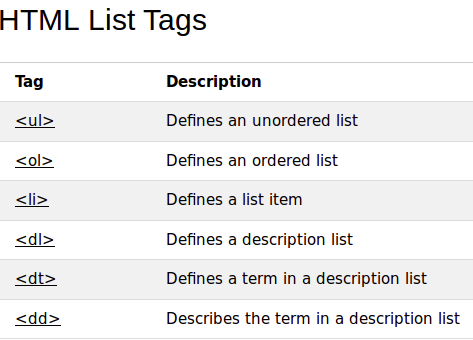 HTML List Tags
Tag Description
<ul> Defines an unordered list
<ol> Defines an ordered list
<li> Defines a list item
<dl> Defines a description list
<dt> Defines a term in a description list
<dd> Describes the term in a description list